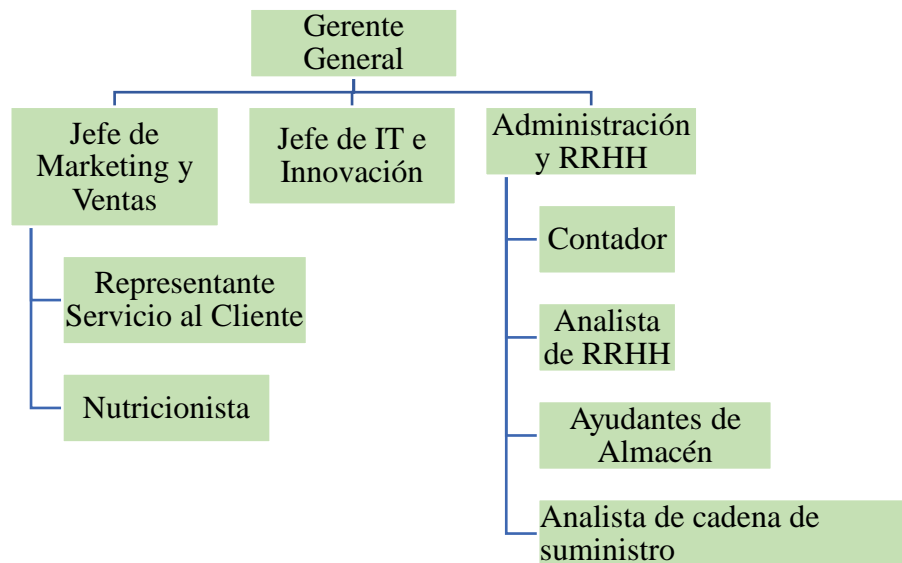 Gerente
General
Jefe de
Marketing y
Ventas
Jefe de IT e
Innovación
Administración
y RRHH
Representante
Servicio al Cliente
Nutricionista
Contador
Analista
de RRHH
Ayudantes de
Almacén
Analista de cadena de
suministro